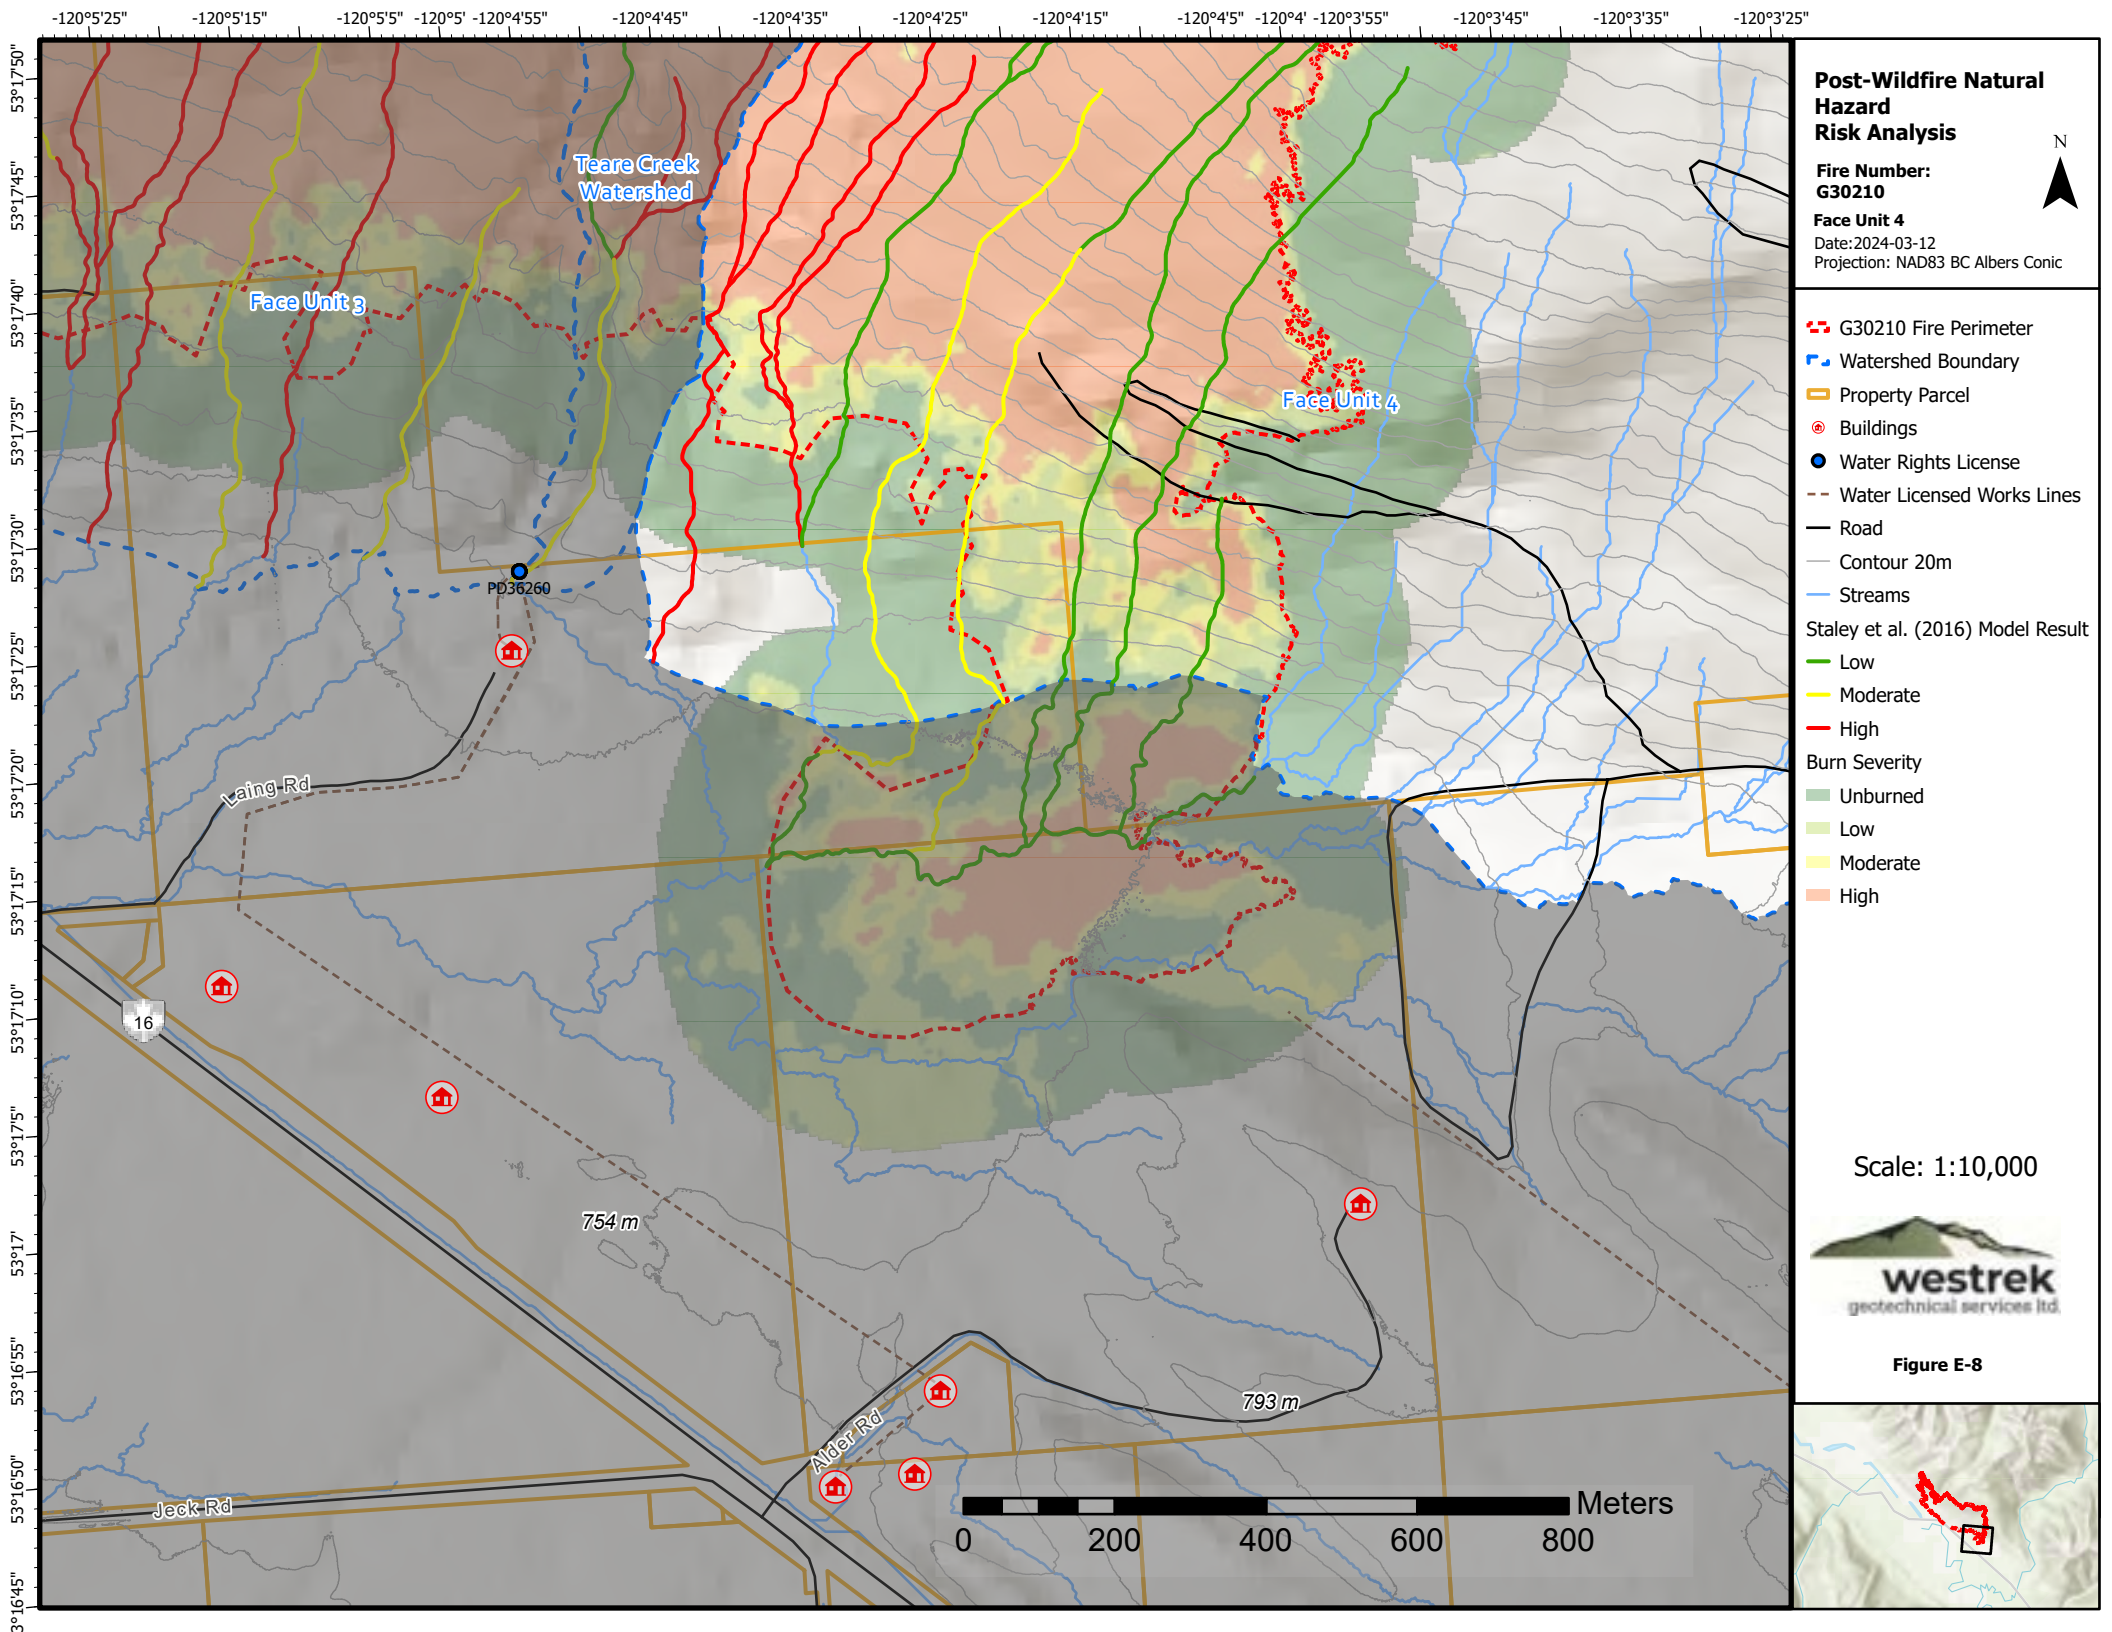 -120°5'25" -120°5'15" -120°55" -120°5' -120°4'55" -120°4'45" -120°4'25" -120°4'15" -120°4'5" -120°4' -120°3'55" -120°3'45" -120°3'35" -120°3'25"
53°17'50"
53°17'45"
53°17'40"
53°17'35"
53°17'30"
53°17'25"
53°17'20"
53°17'15"
53°17'10"
53°17'5"
53°17'
53°16'55"
53°16'50"
3°16'45"
Teare Creek
Watershed
Face Unit 3
Face Unit 4
PD36260
Laing Rd
16
754 m
793 m
Alder Rd
Jeck Rd
Meters
0 200 400 600 800
Post-Wildfire Natural
Hazard
Risk Analysis
N
Fire Number:
G30210
Face Unit 4
Date:2024-03-12
Projection: NAD83 BC Albers Conic
G30210 Fire Perimeter
Watershed Boundary
Property Parcel
Buildings
Water Rights License
Water Licensed Works Lines
Road
Contour 20m
Streams
Staley et al. (2016) Model Result
Low
Moderate
High
Burn Severity
Unburned
Low
Moderate
High
Scale: 1:10,000
westrek
geotechnical services ltd.
Figure E-8